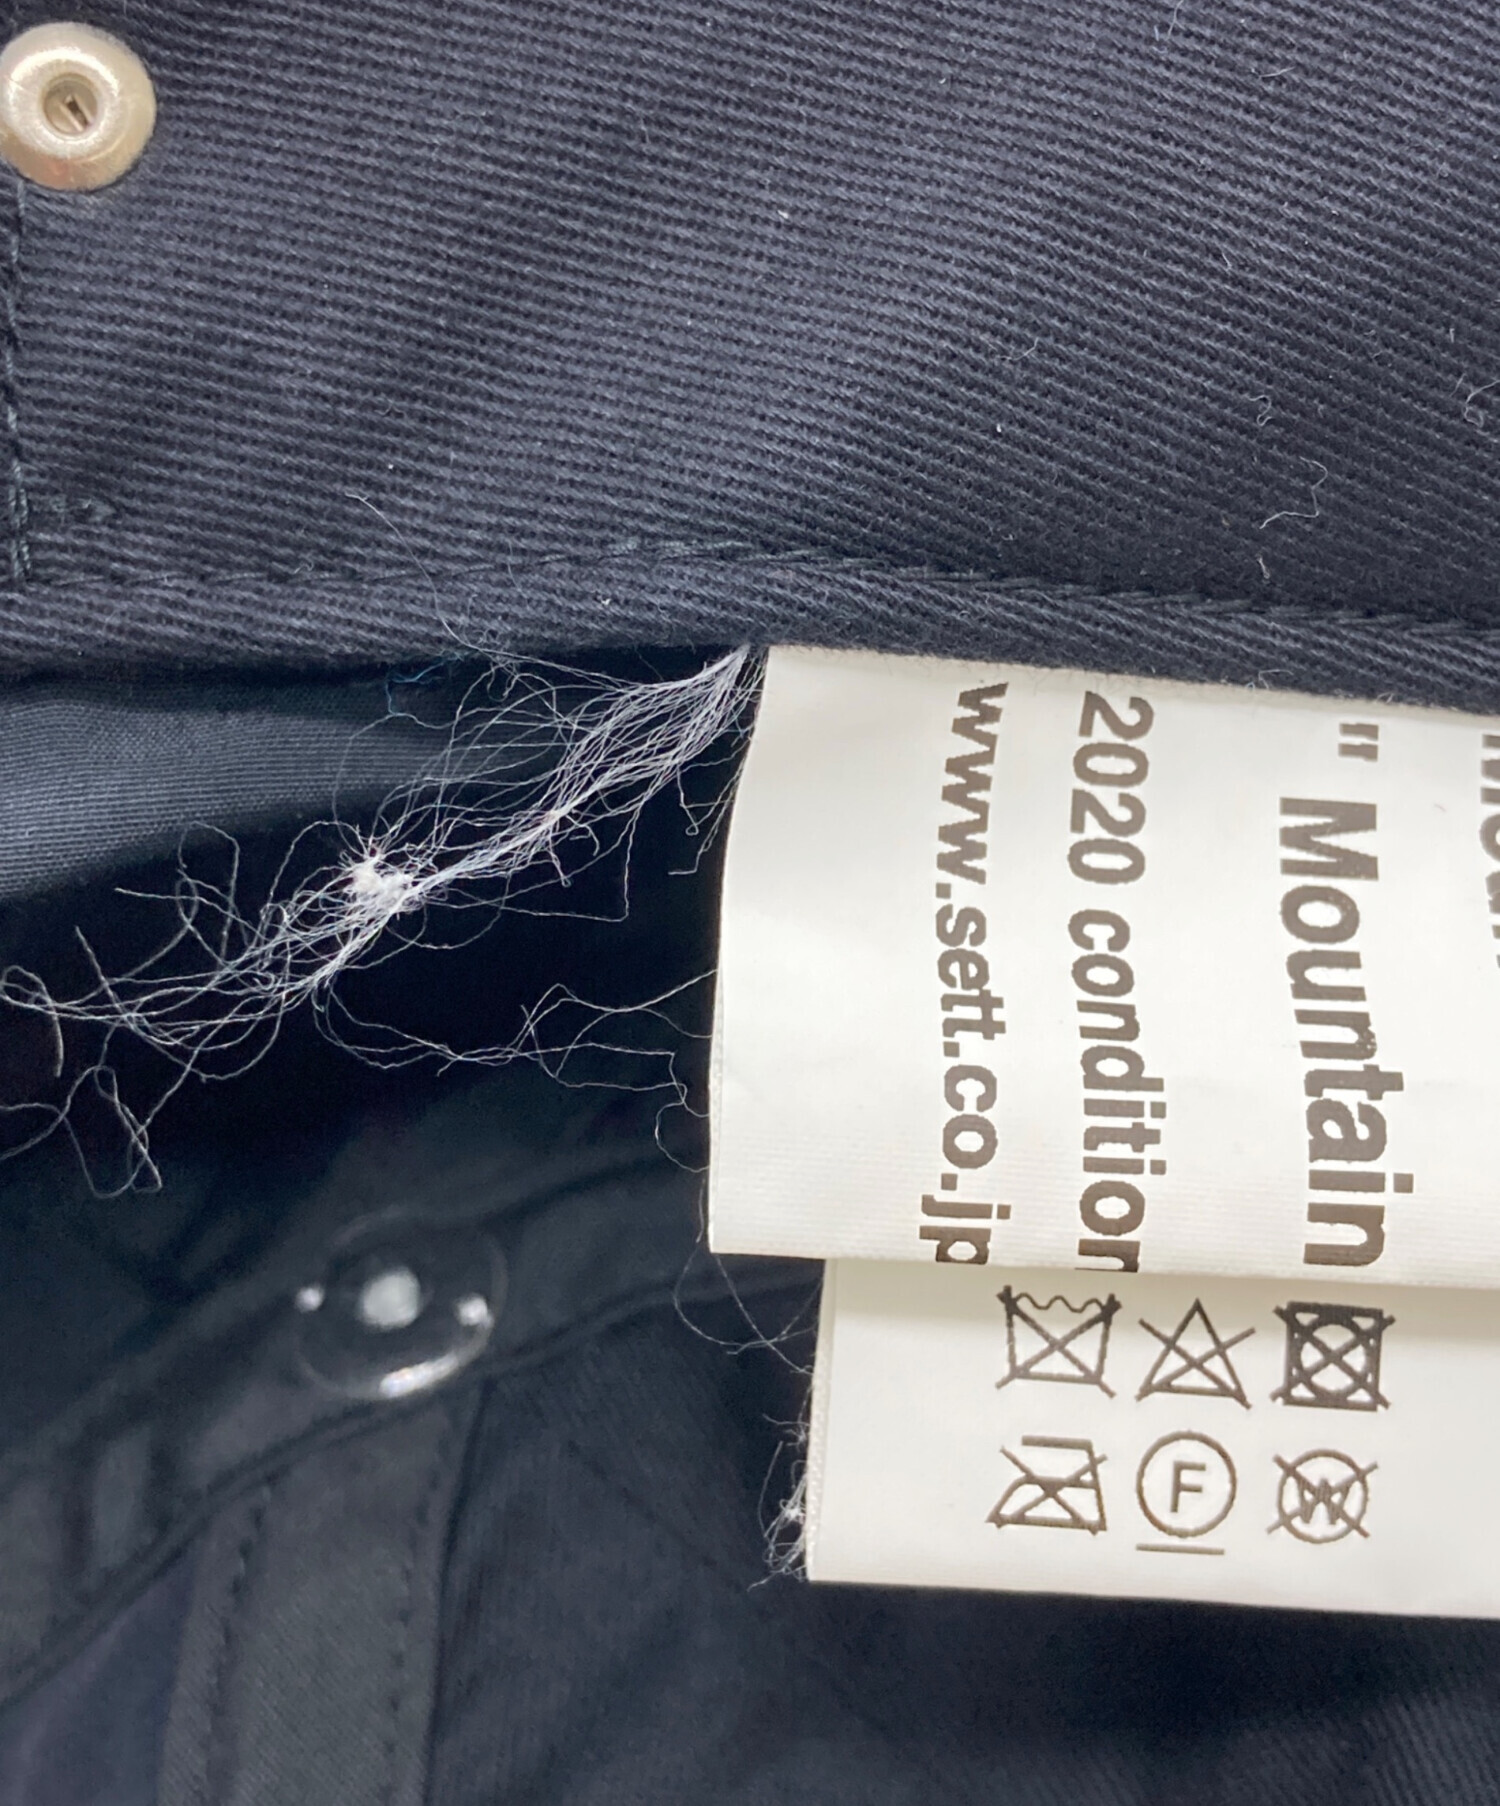 " Mountain
2020 condition
www.sett.co.jp
W
F